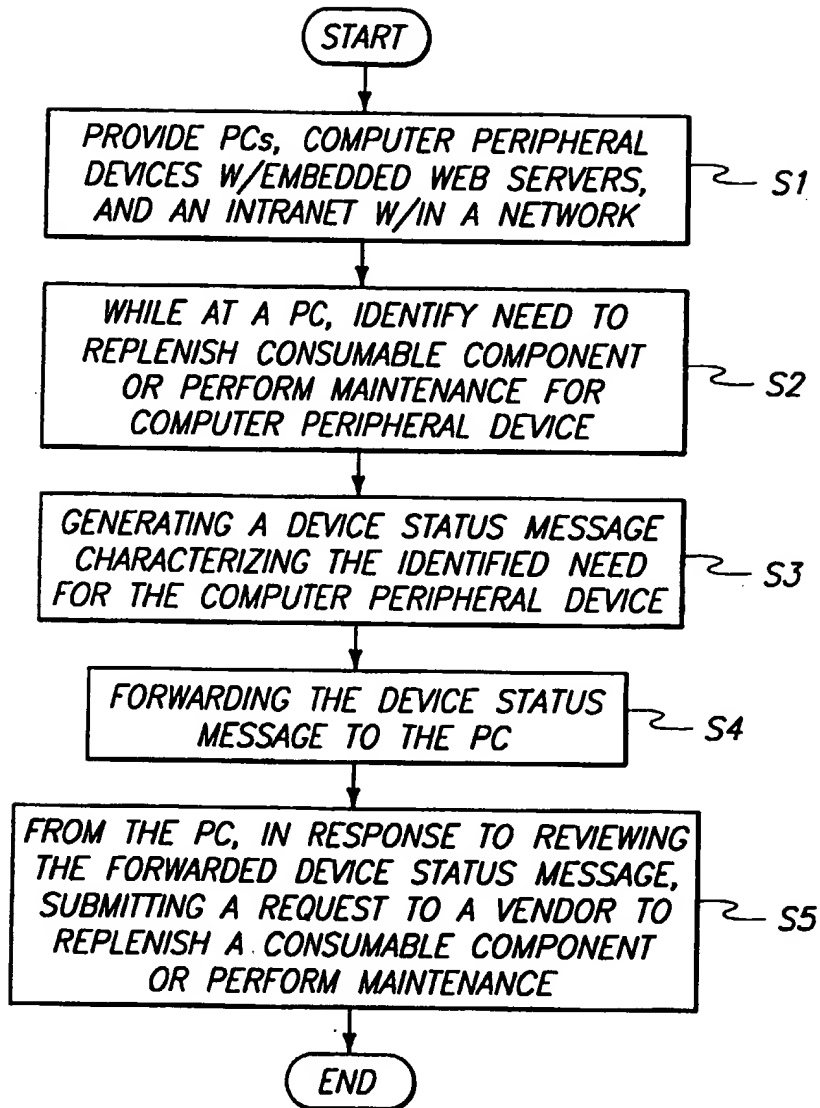 START
PROVIDE PCs, COMPUTER PERIPHERAL
DEVICES W/EMBEDDED WEB SERVERS,
AND AN INTRANET W/IN A NETWORK
S1
WHILE AT A PC, IDENTIFY NEED TO
REPLENISH CONSUMABLE COMPONENT
OR PERFORM MAINTENANCE FOR
COMPUTER PERIPHERAL DEVICE
S2
GENERATING A DEVICE STATUS MESSAGE
CHARACTERIZING THE IDENTIFIED NEED
FOR THE COMPUTER PERIPHERAL DEVICE
S3
FORWARDING THE DEVICE STATUS
MESSAGE TO THE PC
S4
FROM THE PC, IN RESPONSE TO REVIEWING
THE FORWARDED DEVICE STATUS MESSAGE,
SUBMITTING A REQUEST TO A VENDOR TO
REPLENISH A CONSUMABLE COMPONENT
OR PERFORM MAINTENANCE
S5
END